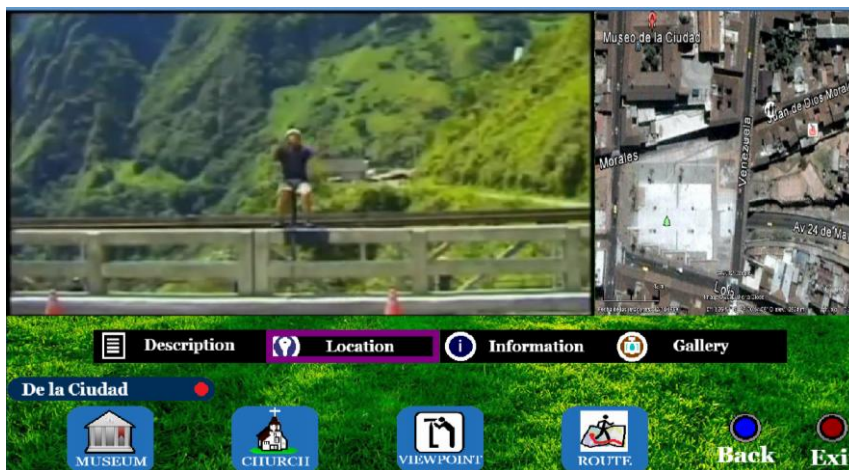 Museo de la Ciudad
Juan de Dios Moral
Morales
Venezuela
Av 24 de Ma
Description
Location
Information
Gallery
De la Ciudad
MUSEUM
CHURCH
VIEWPOINT
ROUTE
Back
Exi